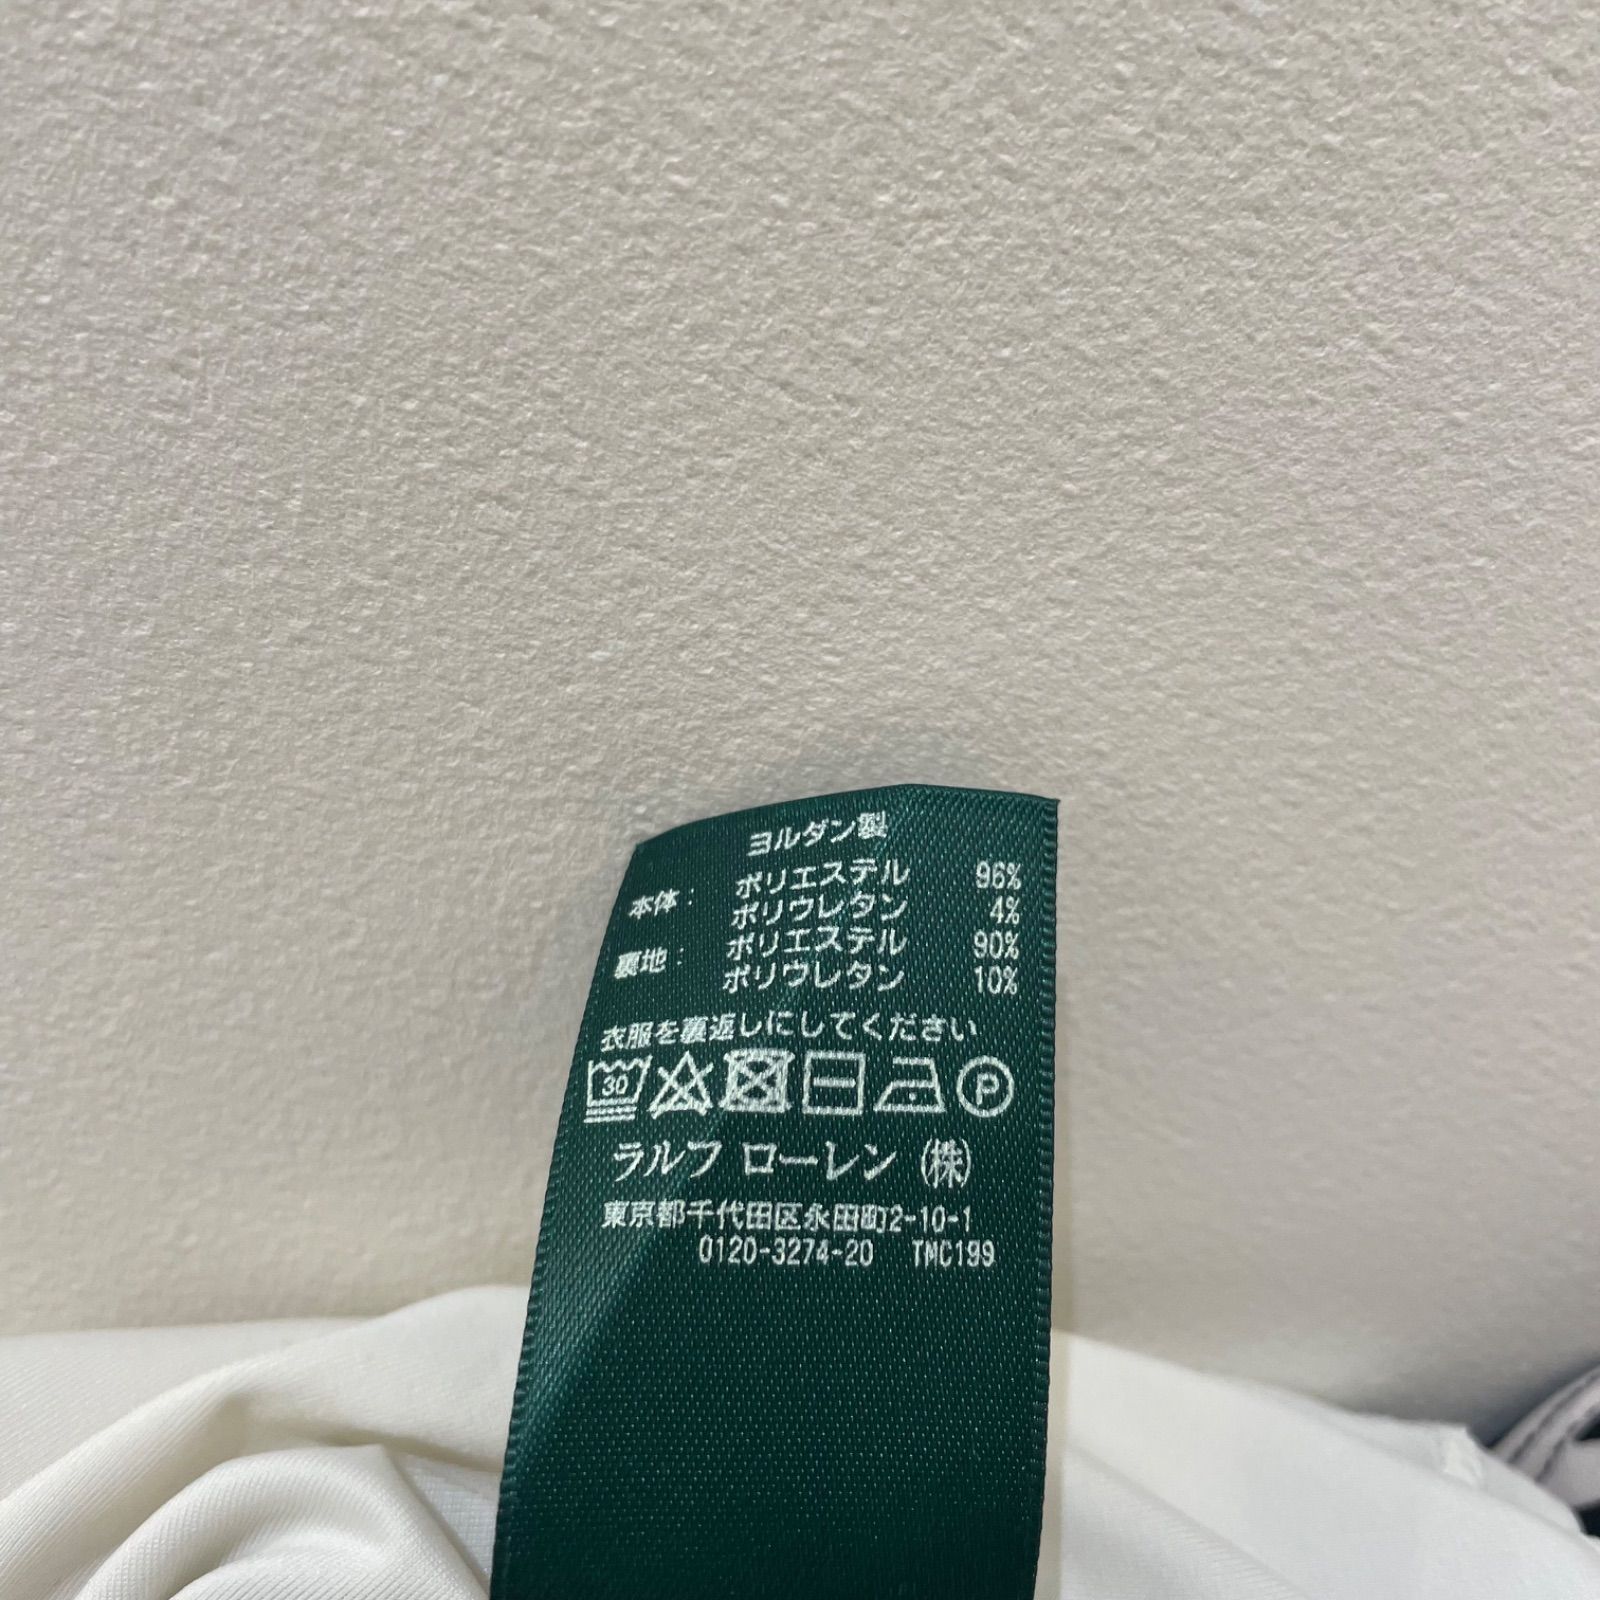 ヨルダン製
本体: ポリエステル 96%
ポリウレタン 4%
裏地: ポリエステル 90%
ポリウレタン 10%
衣服を裏返しにしてください
30 P
ラルフ ローレン (株)
東京都千代田区永田町2-10-1
0120-3274-20 TMC199